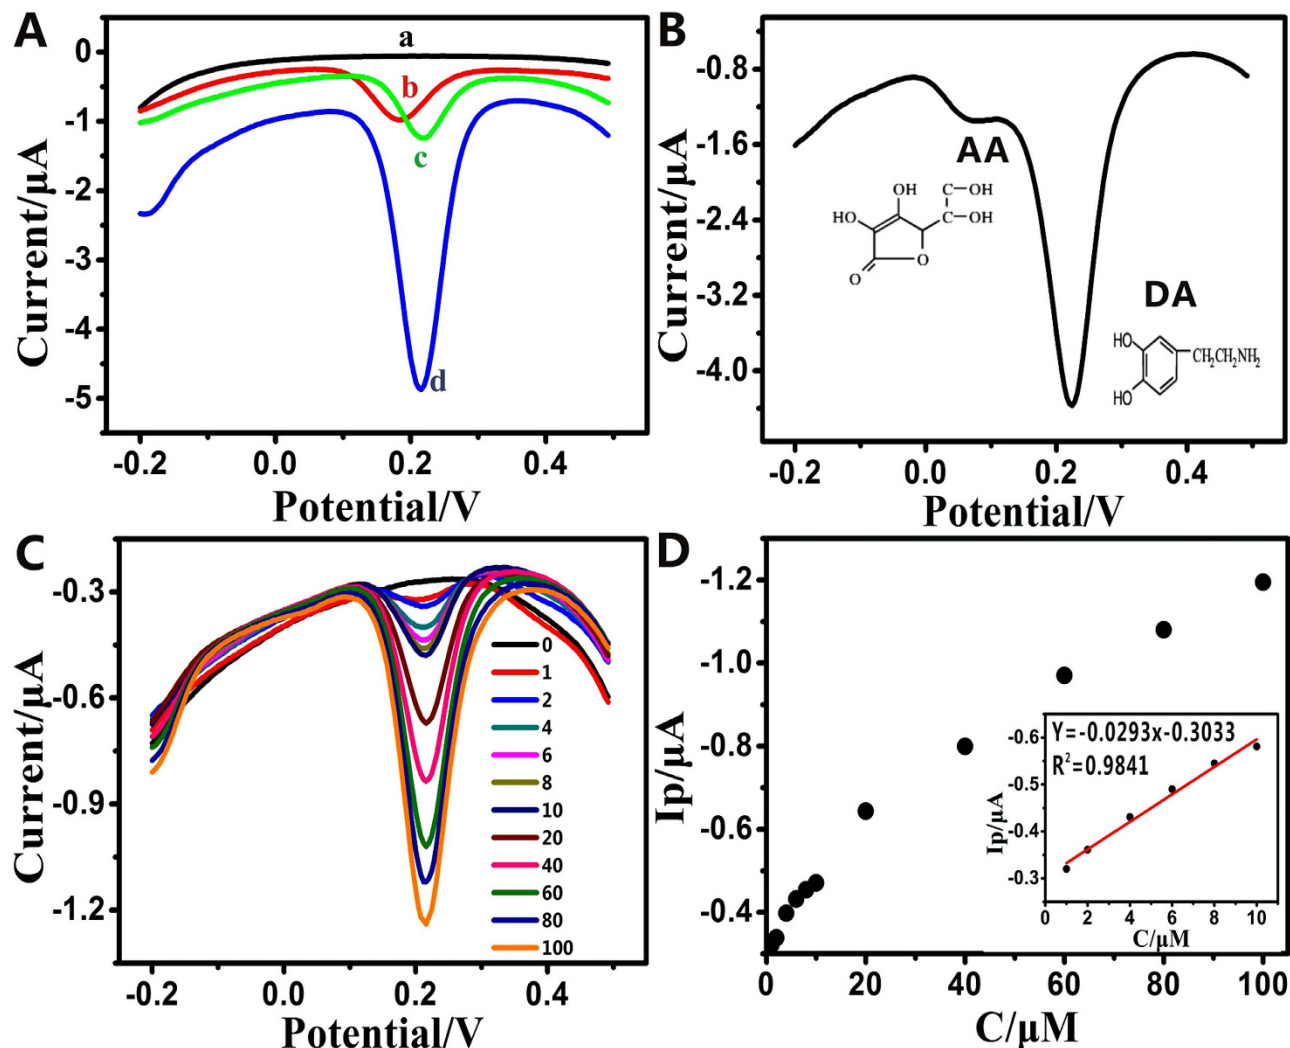 A
0
-1
-2
-3
-4
-5
Current/μA
a
b
c
d
-0.2
0.0
0.2
0.4
Potential/V
B
-0.8
-1.6
-2.4
-3.2
-4.0
Current/μA
AA
OH
C-OH
HO
C-OH
O
O
DA
HO
HO
CH2CH2NH2
-0.2
0.0
0.2
0.4
Potential/V
C
-0.3
-0.6
-0.9
-1.2
Current/μA
0
1
2
4
6
8
10
20
40
60
80
100
-0.2
0.0
0.2
0.4
Potential/V
D
-1.2
-1.0
-0.8
-0.6
-0.4
Ip/μA
0
20
40
60
80
100
C/μM
Y=-0.0293x-0.3033
R²=0.9841
-0.6
-0.5
-0.4
-0.3
Ip/μA
0
2
4
6
8
10
C/μM